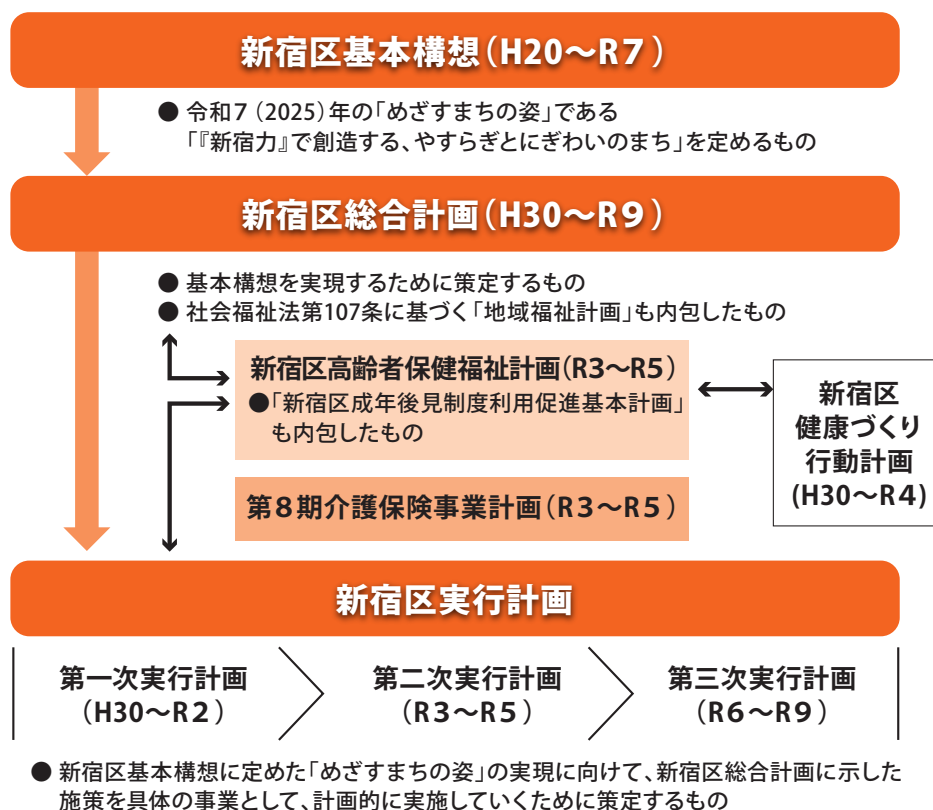 新宿区基本構想（H20～R7）
● 令和7（2025）年の「めざすまちの姿」である
「『新宿力』で創造する、やすらぎとにぎわいのまち」を定めるもの
新宿区総合計画（H30～R9）
● 基本構想を実現するために策定するもの
● 社会福祉法第107条に基づく「地域福祉計画」も内包したもの
新宿区高齢者保健福祉計画（R3～R5）
●「新宿区成年後見制度利用促進基本計画」
も内包したもの
第8期介護保険事業計画（R3～R5）
新宿区
健康づくり
行動計画
(H30～R4)
新宿区実行計画
第一次実行計画
（H30～R2）
第二次実行計画
（R3～R5）
第三次実行計画
（R6～R9）
● 新宿区基本構想に定めた「めざすまちの姿」の実現に向けて、新宿区総合計画に示した
施策を具体の事業として、計画的に実施していくために策定するもの